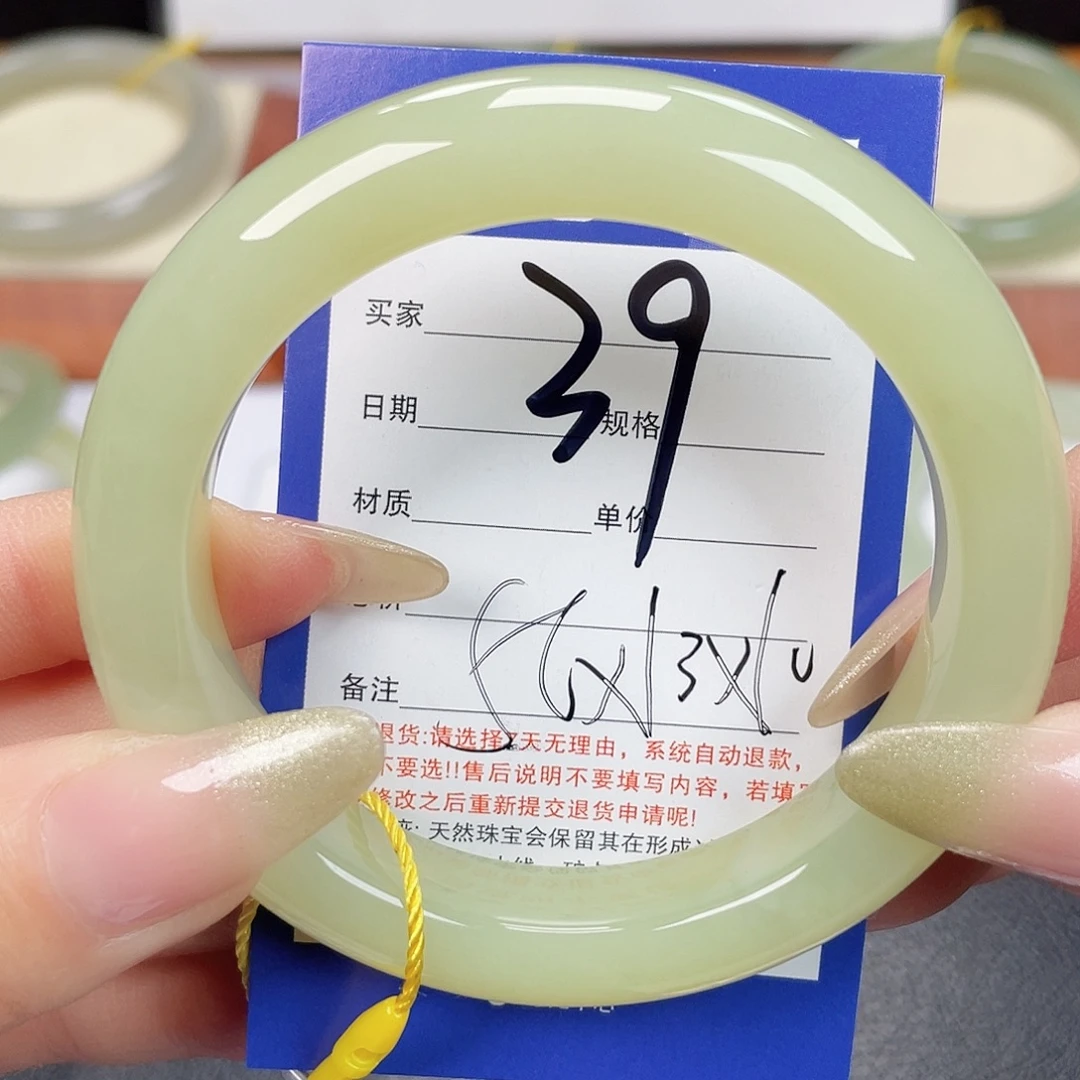 39
买家
日期 规格
材质 单价
备注
退货:请选择7天无理由，系统自动退款，
不要选!!售后说明不要填写内容，若填
修改之后重新提交退货申请呢!
天然珠宝会保留其在形成